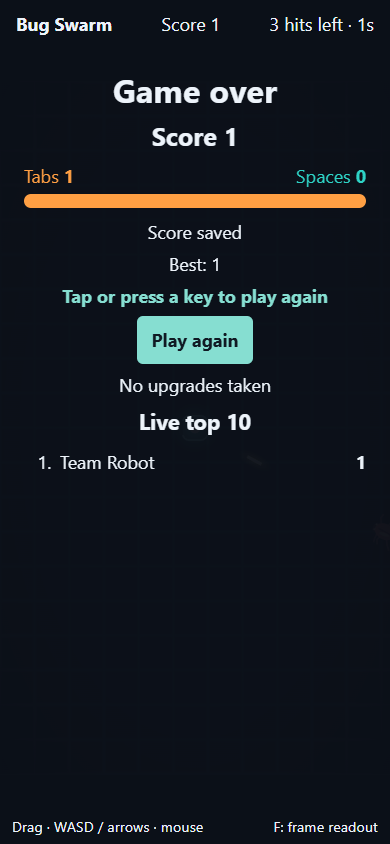 Bug Swarm Score 1 3 hits left · 1s
Game over
Score 1
Tabs 1 Spaces 0
Score saved
Best: 1
Tap or press a key to play again
Play again
No upgrades taken
Live top 10
1. Team Robot 1
Drag · WASD / arrows · mouse F: frame readout